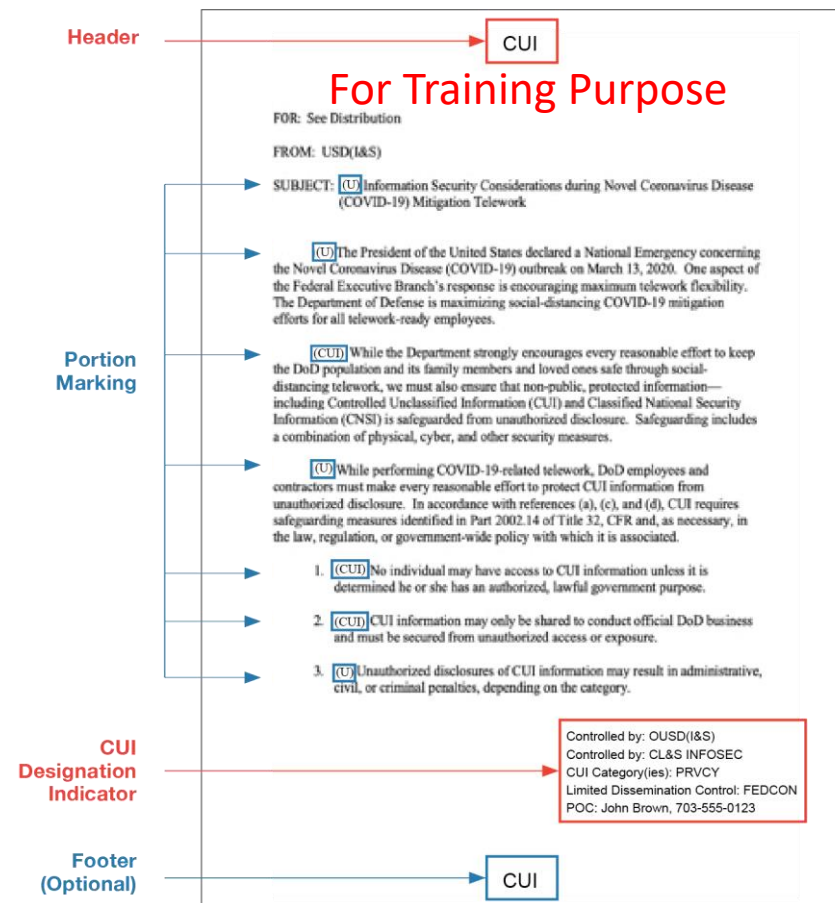 Header
CUI
For Training Purpose
FOR: See Distribution
FROM: USD(I&S)
SUBJECT: (U) Information Security Considerations during Novel Coronavirus Disease
(COVID-19) Mitigation Telework
(U) The President of the United States declared a National Emergency concerning
the Novel Coronavirus Disease (COVID-19) outbreak on March 13, 2020. One aspect of
the Federal Executive Branch's response is encouraging maximum telework flexibility.
The Department of Defense is maximizing social-distancing COVID-19 mitigation
efforts for all telework-ready employees.
Portion
Marking
(CUI) While the Department strongly encourages every reasonable effort to keep
the DoD population and its family members and loved ones safe through social-
distancing telework, we must also ensure that non-public, protected information—
including Controlled Unclassified Information (CUI) and Classified National Security
Information (CNSI) is safeguarded from unauthorized disclosure. Safeguarding includes
a combination of physical, cyber, and other security measures.
(U) While performing COVID-19-related telework, DoD employees and
contractors must make every reasonable effort to protect CUI information from
unauthorized disclosure. In accordance with references (a), (c), and (d), CUI requires
safeguarding measures identified in Part 2002.14 of Title 32, CFR and, as necessary, in
the law, regulation, or government-wide policy with which it is associated.
1. (CUI) No individual may have access to CUI information unless it is
determined he or she has an authorized, lawful government purpose.
2. (CUI) CUI information may only be shared to conduct official DoD business
and must be secured from unauthorized access or exposure.
3. (U) Unauthorized disclosures of CUI information may result in administrative,
civil, or criminal penalties, depending on the category.
CUI
Designation
Indicator
Controlled by: OUSD(I&S)
Controlled by: CL&S INFOSEC
CUI Category(ies): PRVCY
Limited Dissemination Control: FEDCON
POC: John Brown, 703-555-0123
Footer
(Optional)
CUI